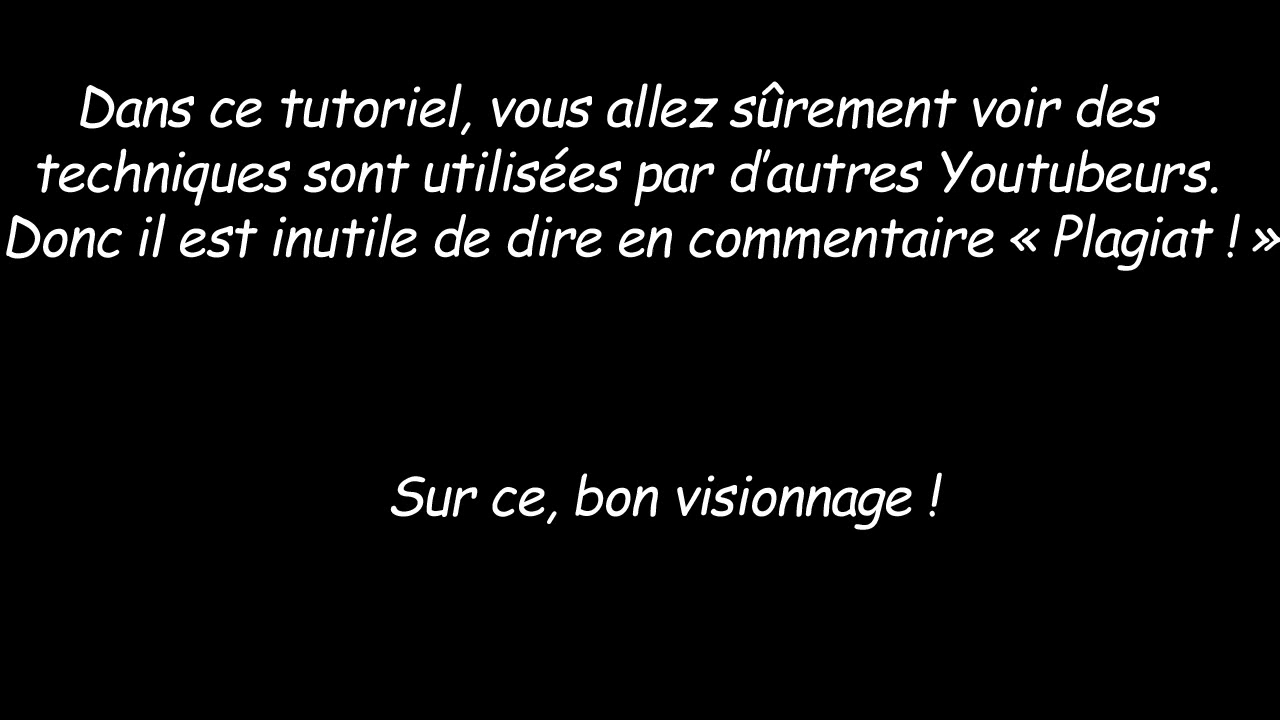 Dans ce tutoriel, vous allez sûrement voir des
techniques sont utilisées par d’autres Youtubeurs.
Donc il est inutile de dire en commentaire « Plagiat ! »
Sur ce, bon visionnage !